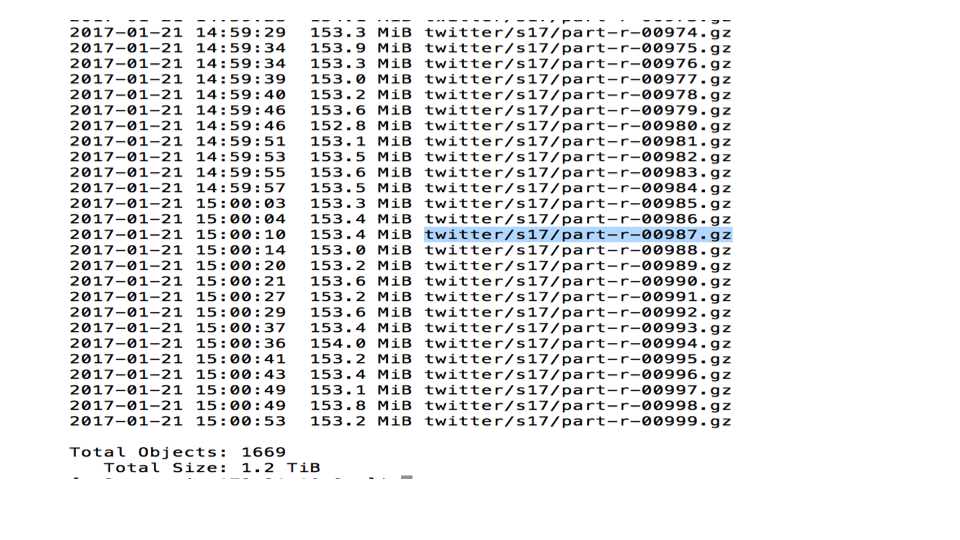 2017-01-21 14:59:29  153.3 MiB twitter/s17/part-r-00974.gz
2017-01-21 14:59:34  153.9 MiB twitter/s17/part-r-00975.gz
2017-01-21 14:59:34  153.3 MiB twitter/s17/part-r-00976.gz
2017-01-21 14:59:39  153.0 MiB twitter/s17/part-r-00977.gz
2017-01-21 14:59:40  153.2 MiB twitter/s17/part-r-00978.gz
2017-01-21 14:59:46  153.6 MiB twitter/s17/part-r-00979.gz
2017-01-21 14:59:46  152.8 MiB twitter/s17/part-r-00980.gz
2017-01-21 14:59:51  153.1 MiB twitter/s17/part-r-00981.gz
2017-01-21 14:59:53  153.5 MiB twitter/s17/part-r-00982.gz
2017-01-21 14:59:55  153.6 MiB twitter/s17/part-r-00983.gz
2017-01-21 14:59:57  153.5 MiB twitter/s17/part-r-00984.gz
2017-01-21 15:00:03  153.3 MiB twitter/s17/part-r-00985.gz
2017-01-21 15:00:04  153.4 MiB twitter/s17/part-r-00986.gz
2017-01-21 15:00:10  153.4 MiB twitter/s17/part-r-00987.gz
2017-01-21 15:00:14  153.0 MiB twitter/s17/part-r-00988.gz
2017-01-21 15:00:20  153.2 MiB twitter/s17/part-r-00989.gz
2017-01-21 15:00:21  153.6 MiB twitter/s17/part-r-00990.gz
2017-01-21 15:00:27  153.2 MiB twitter/s17/part-r-00991.gz
2017-01-21 15:00:29  153.6 MiB twitter/s17/part-r-00992.gz
2017-01-21 15:00:37  153.4 MiB twitter/s17/part-r-00993.gz
2017-01-21 15:00:36  154.0 MiB twitter/s17/part-r-00994.gz
2017-01-21 15:00:41  153.2 MiB twitter/s17/part-r-00995.gz
2017-01-21 15:00:43  153.4 MiB twitter/s17/part-r-00996.gz
2017-01-21 15:00:49  153.1 MiB twitter/s17/part-r-00997.gz
2017-01-21 15:00:49  153.8 MiB twitter/s17/part-r-00998.gz
2017-01-21 15:00:53  153.2 MiB twitter/s17/part-r-00999.gz
Total Objects: 1669
Total Size: 1.2 TiB